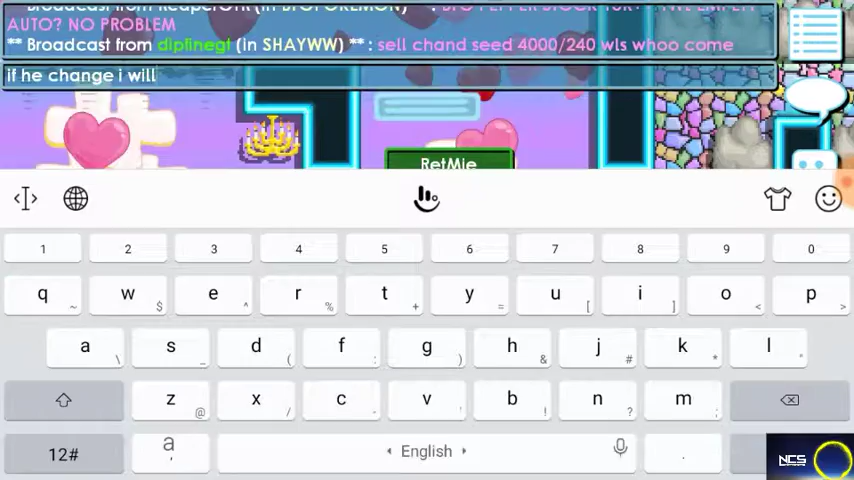 AUTO? NO PROBLEM
** Broadcast from dipfinegt (in SHAYWW) ** : sell chand seed 4000/240 wls whoo come
if he change i will
RetMie
1 2 3 4 5 6 7 8 9 0
q w e r t y u i o p
~ $ ^ % + = [ ] < >
a s d f g h j k l
\ _ ( : ) & # * "
z x c v b n m
@ / - ' ! ? ;
12# a , English .
NCS